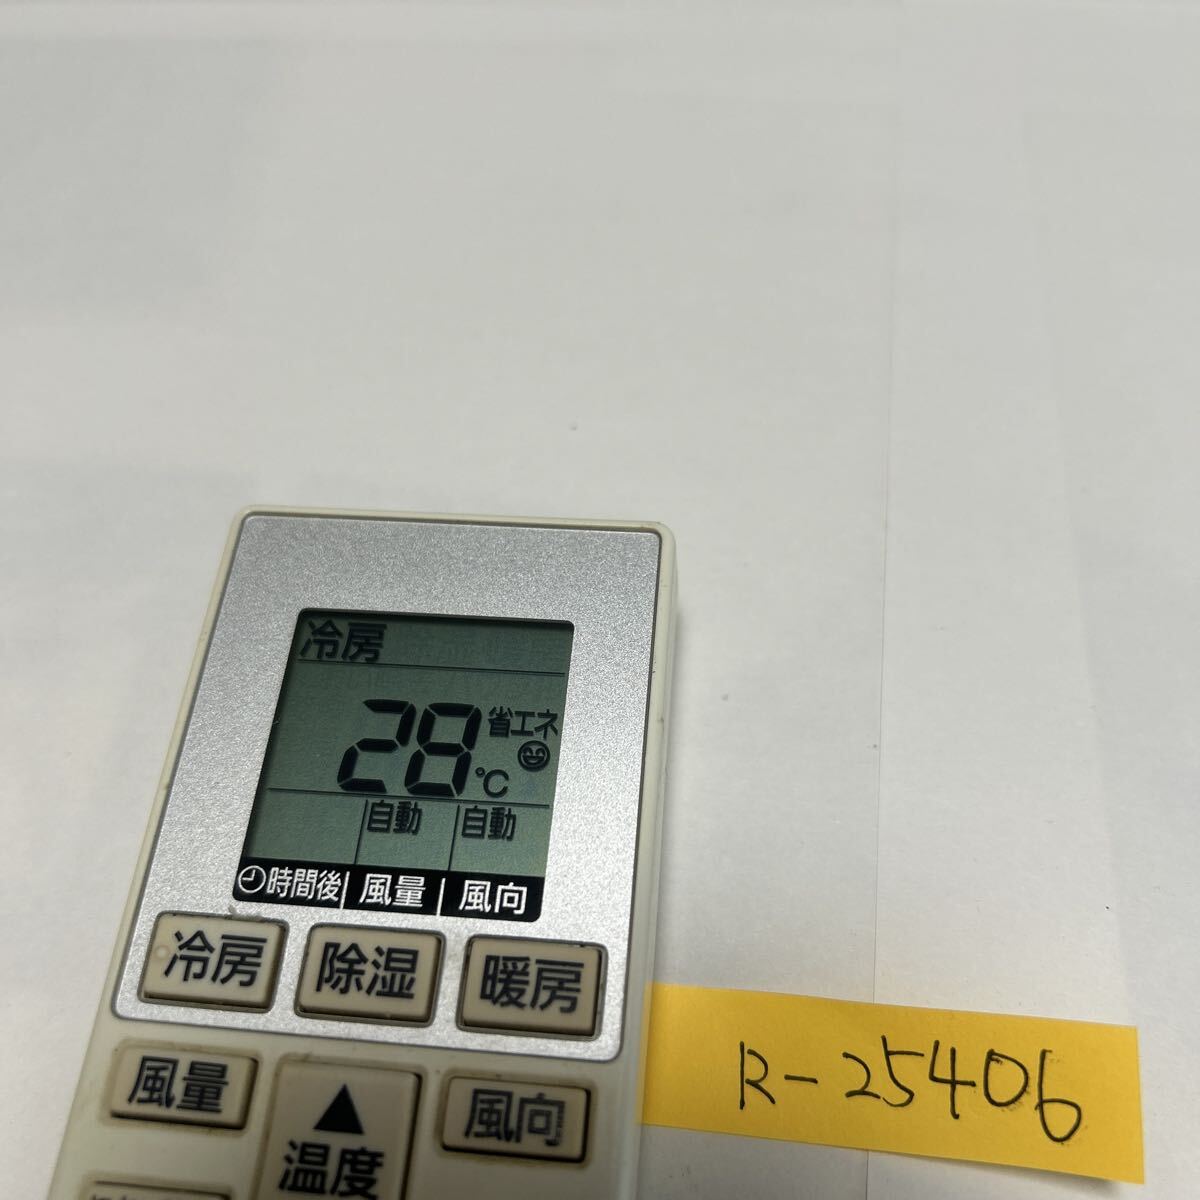 冷房
28℃ 省エネ
自動 自動
時間後 風量 風向
冷房 除湿 暖房
風量 ▲ 風向
温度
R-25406